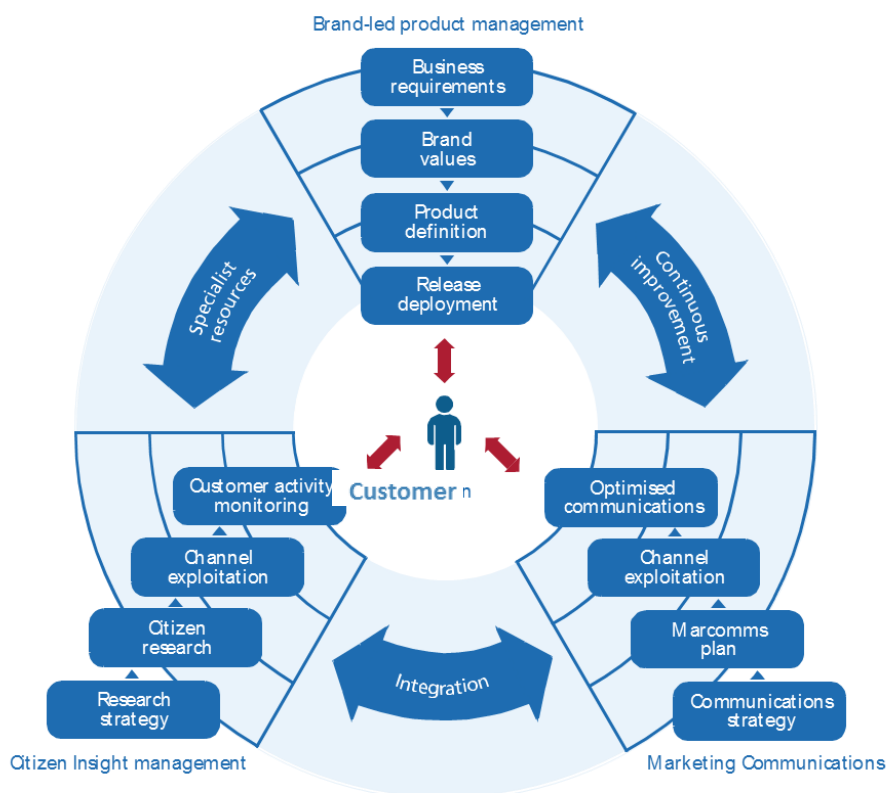 Brand-led product management
Business
requirements
Brand
values
Product
definition
Release
deployment
Specialist
resources
Continuous
improvement
Customer n
Customer activity
monitoring
Channel
exploitation
Citizen
research
Research
strategy
Optimised
communications
Channel
exploitation
Marcomms
plan
Communications
strategy
Integration
Citizen Insight management
Marketing Communications